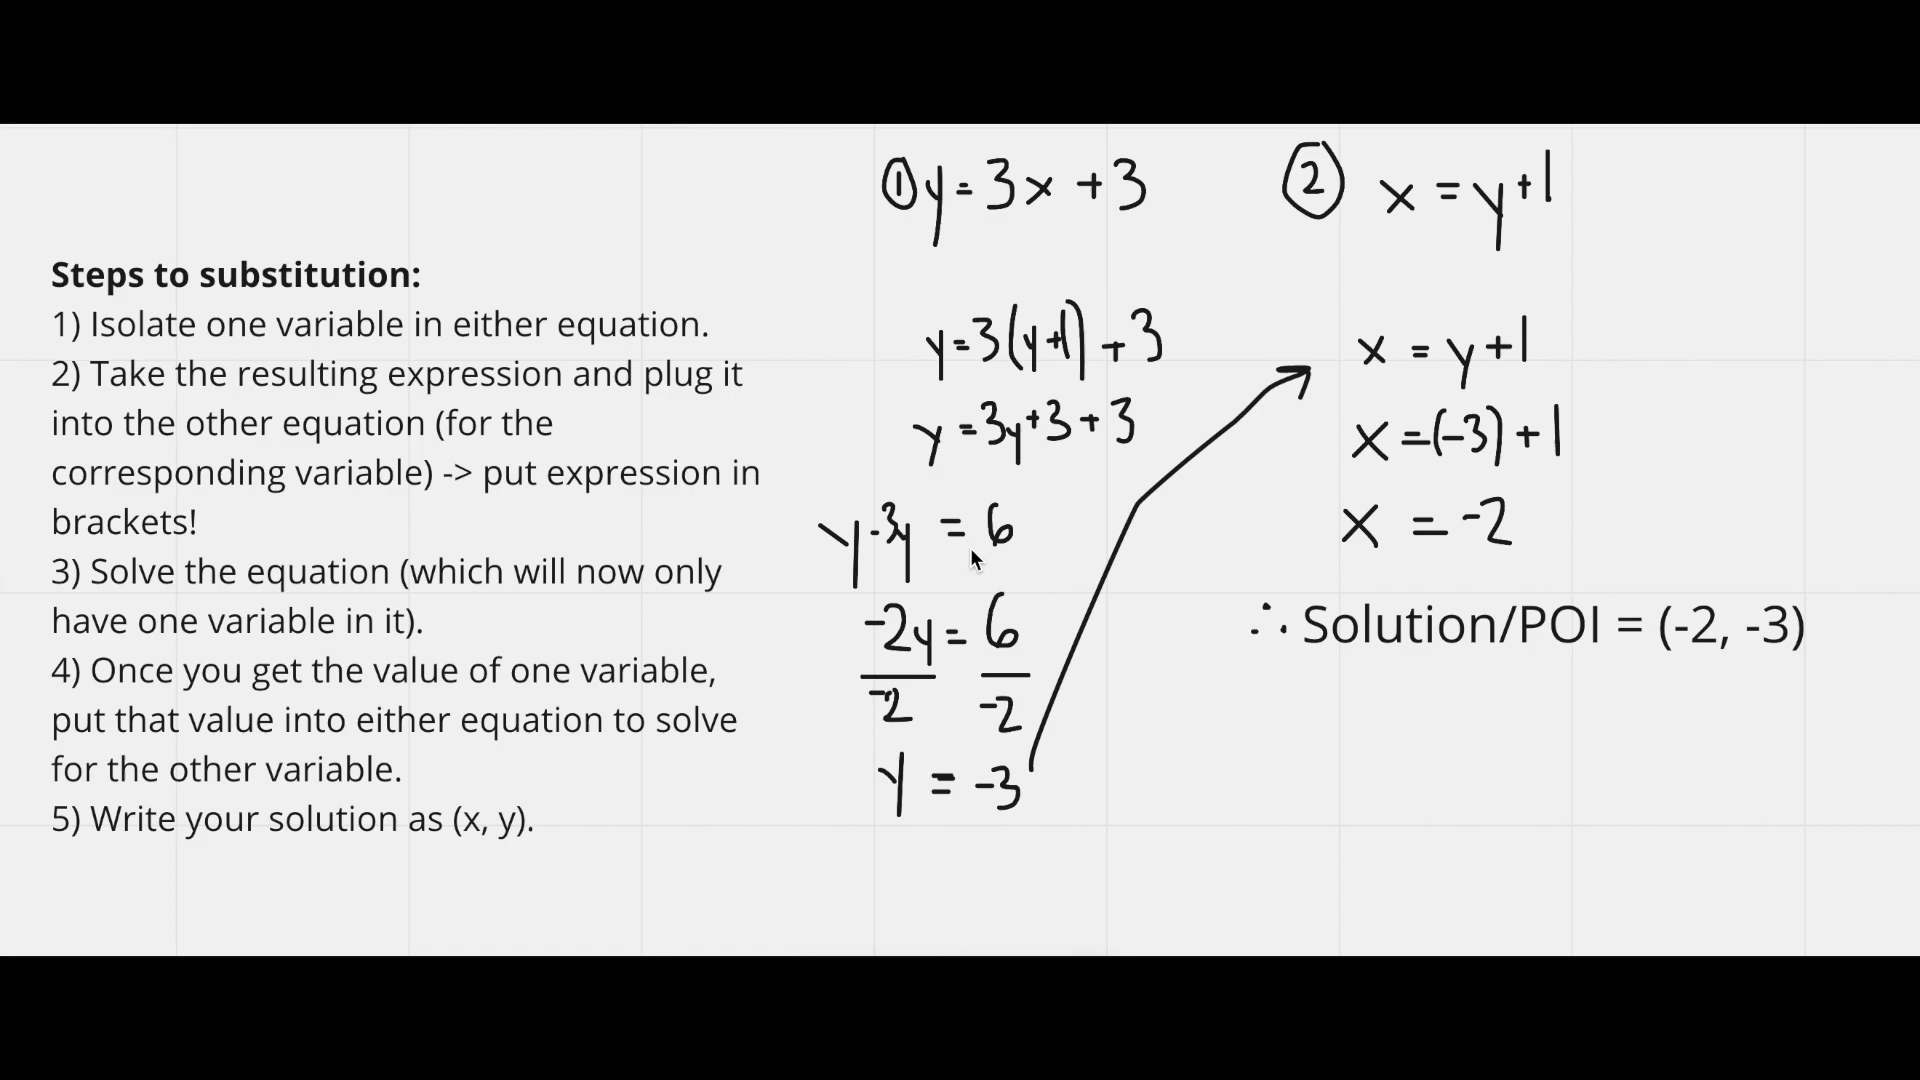 Steps to substitution:
1) Isolate one variable in either equation.
2) Take the resulting expression and plug it
into the other equation (for the
corresponding variable) -> put expression in
brackets!
3) Solve the equation (which will now only
have one variable in it).
4) Once you get the value of one variable,
put that value into either equation to solve
for the other variable.
5) Write your solution as (x, y).
① y = 3x + 3
y = 3(y+1) + 3
y = 3y + 3 + 3
y - 3y = 6
-2y = 6
-2 -2
y = -3
② x = y + 1
x = y + 1
x = (-3) + 1
x = -2
∴ Solution/POI = (-2, -3)